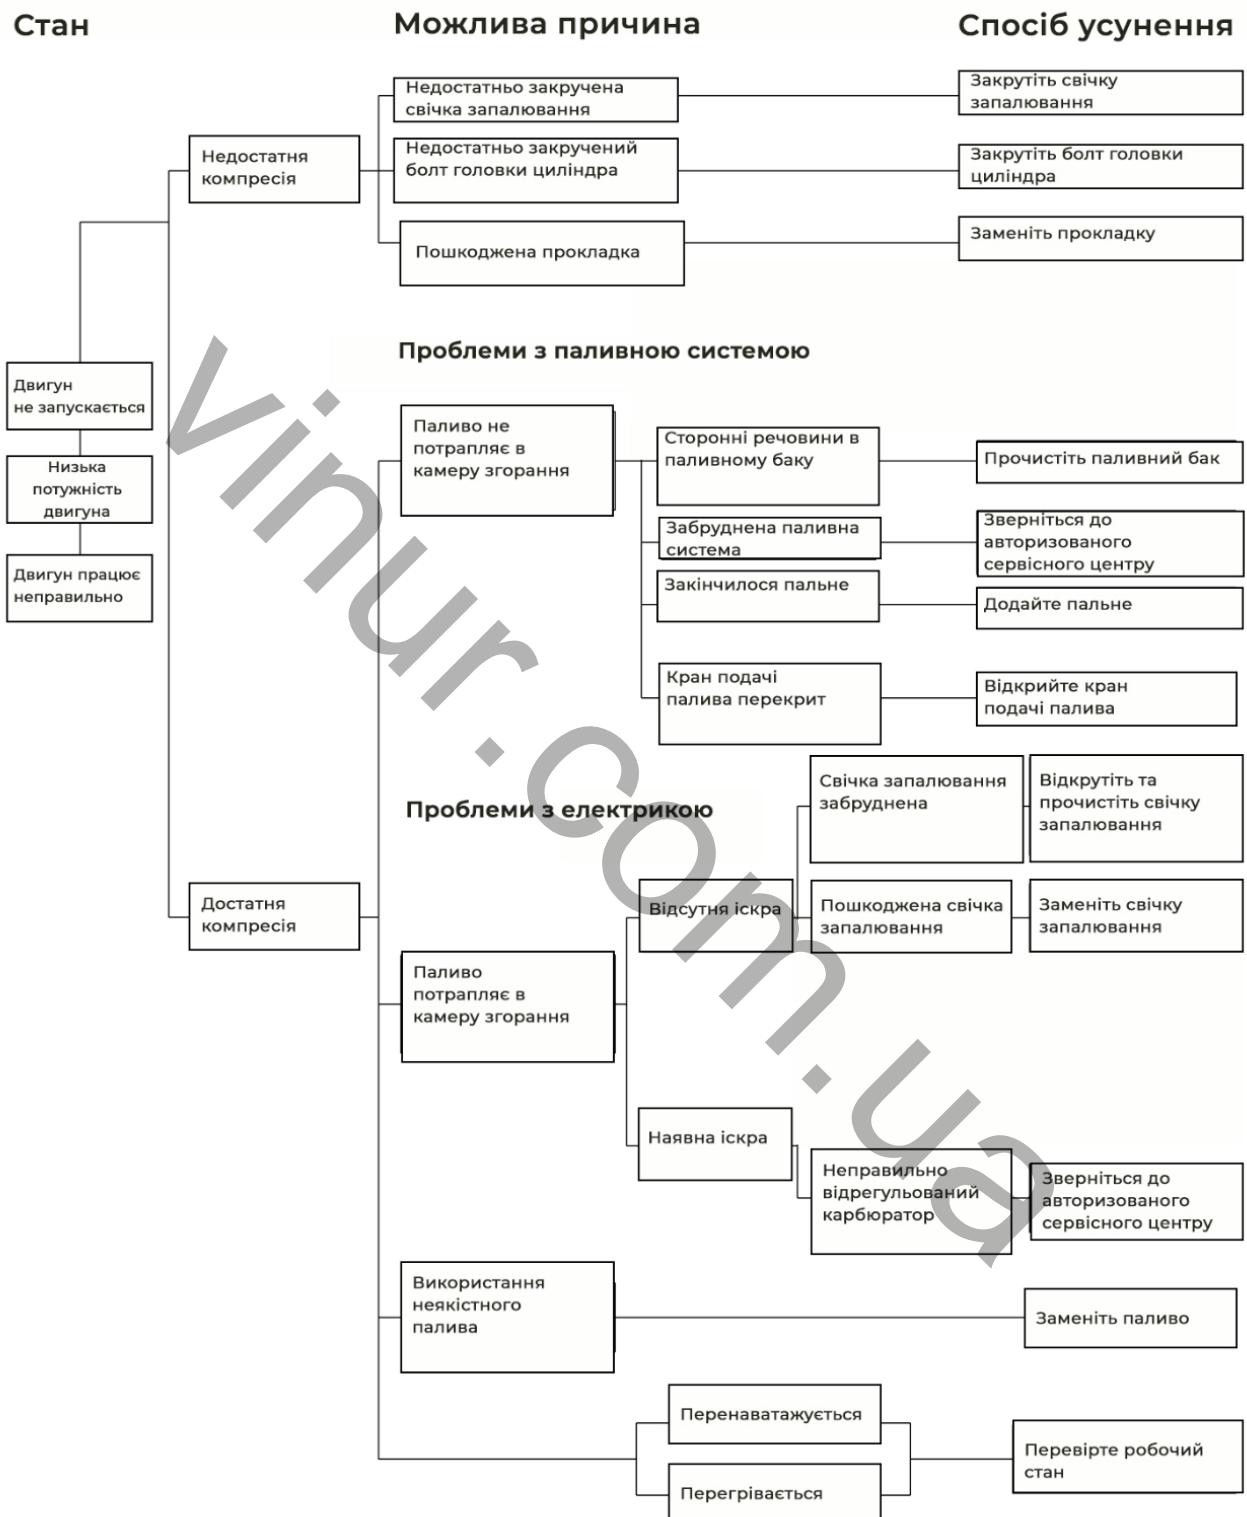 Стан
Можлива причина
Спосіб усунення
Недостатньо закручена
свічка запалювання
Закрутіть свічку
запалювання
Недостатня
компресія
Недостатньо закручений
болт головки циліндра
Закрутіть болт головки
циліндра
Пошкоджена прокладка
Заменіть прокладку
Проблеми з паливною системою
Двигун
не запускається
Низька
потужність
двигуна
Двигун працює
неправильно
Паливо не
потрапляє в
камеру згорання
Сторонні речовини в
паливному баку
Прочистіть паливний бак
Забруднена паливна
система
Зверніться до
авторизованого
сервісного центру
Закінчилося пальне
Додайте пальне
Кран подачі
палива перекрит
Відкрийте кран
подачі палива
Проблеми з електрикою
Свічка запалювання
забруднена
Відкрутіть та
прочистіть свічку
запалювання
Достатня
компресія
Відсутня іскра
Пошкоджена свічка
запалювання
Заменіть свічку
запалювання
Паливо
потрапляє в
камеру згорання
Наявна іскра
Неправильно
відрегульований
карбюратор
Зверніться до
авторизованого
сервісного центру
Використання
неякістного
палива
Заменіть паливо
Перенаватажується
Перегрівається
Перевірте робочий
стан
vinur.com.ua